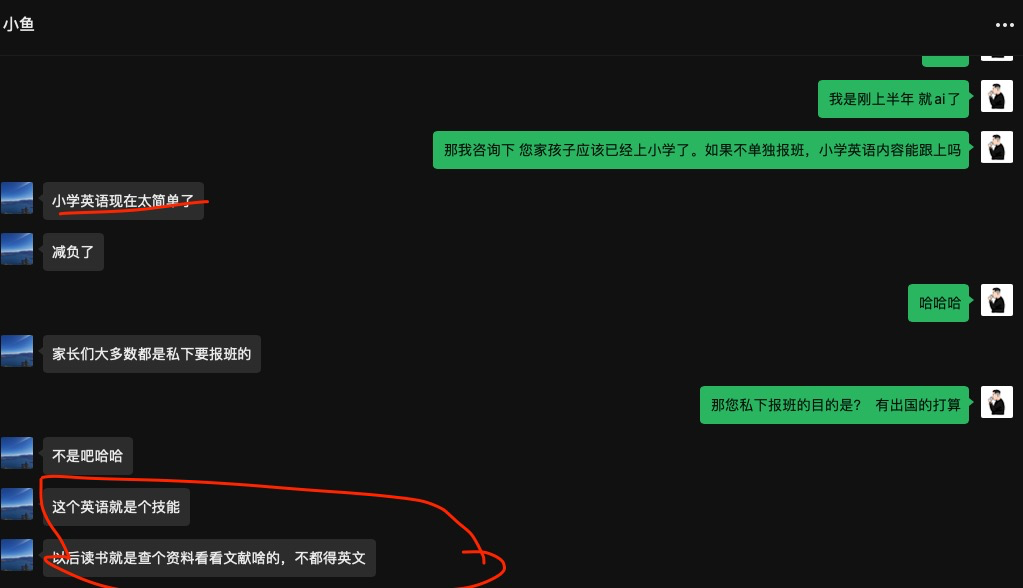 小鱼
我是刚上半年 就ai了
那我咨询下 您家孩子应该已经上小学了。如果不单独报班，小学英语内容能跟上吗
小学英语现在太简单了
减负了
哈哈哈
家长们大多数都是私下要报班的
那您私下报班的目的是？ 有出国的打算
不是吧哈哈
这个英语就是个技能
以后读书就是查个资料看看文献啥的，不都得英文